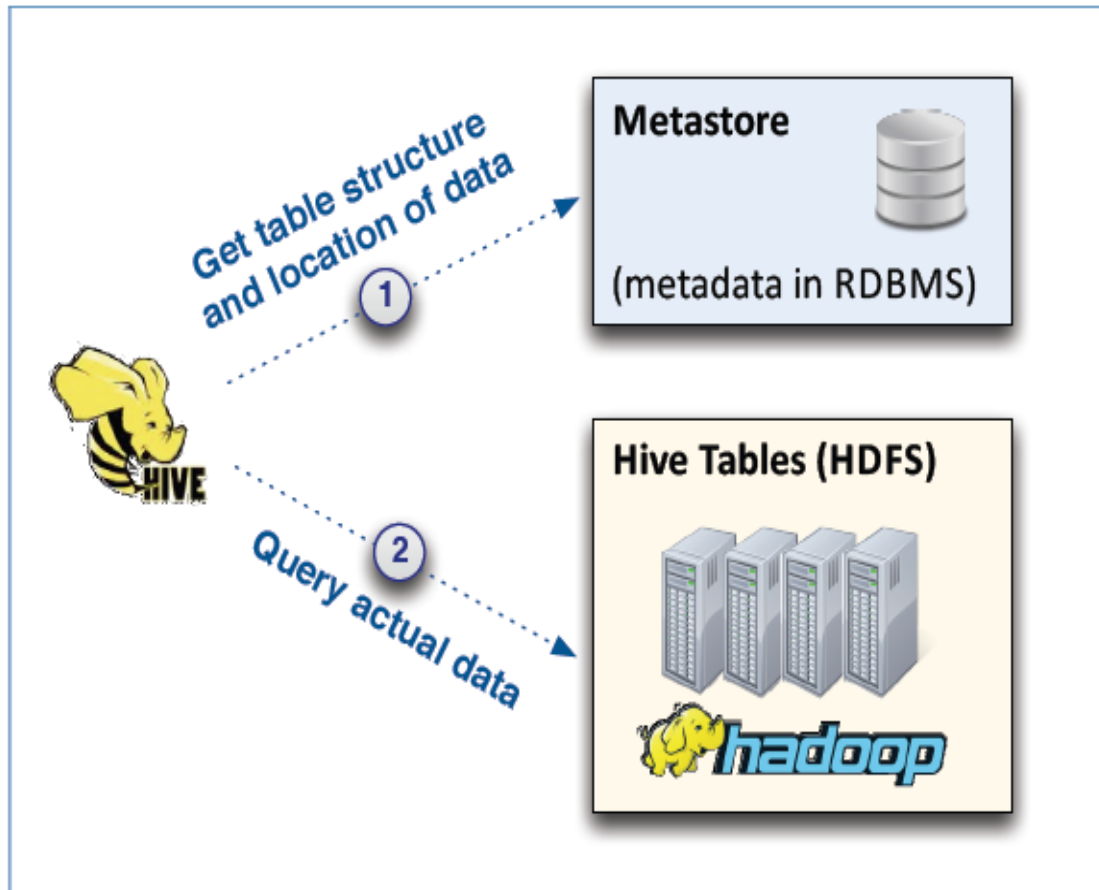 Metastore
(metadata in RDBMS)
Get table structure
and location of data
1
HIVE
2
Query actual data
Hive Tables (HDFS)
hadoop